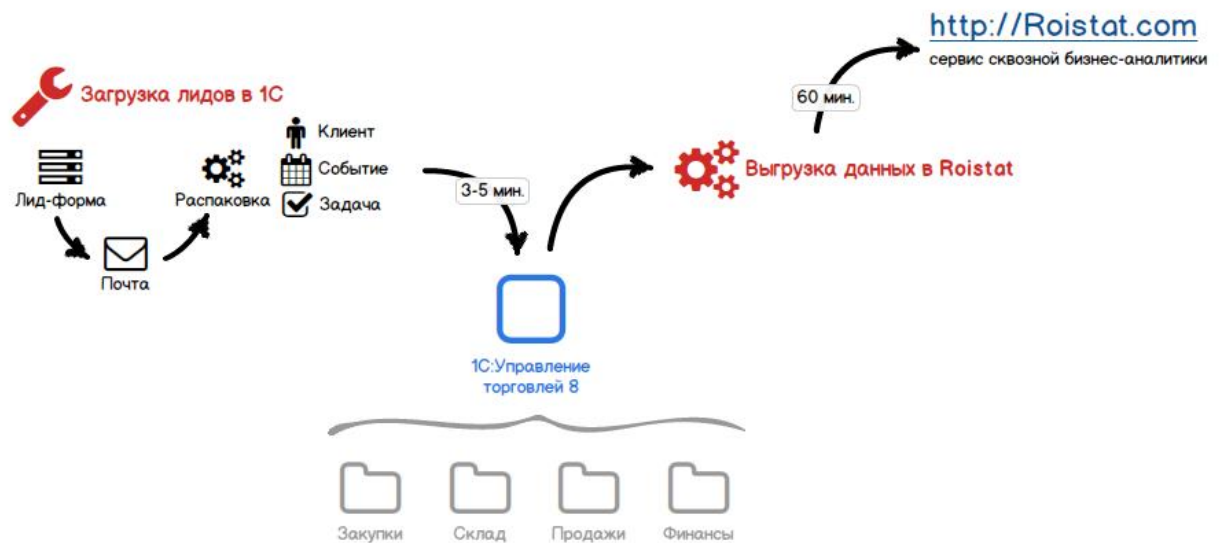 http://Roistat.com
сервис сквозной бизнес-аналитики
Загрузка лидов в 1С
60 мин.
Клиент
Событие
Задача
Лид-форма
Распаковка
Почта
3-5 мин.
Выгрузка данных в Roistat
1С:Управление
торговлей 8
Закупки
Склад
Продажи
Финансы